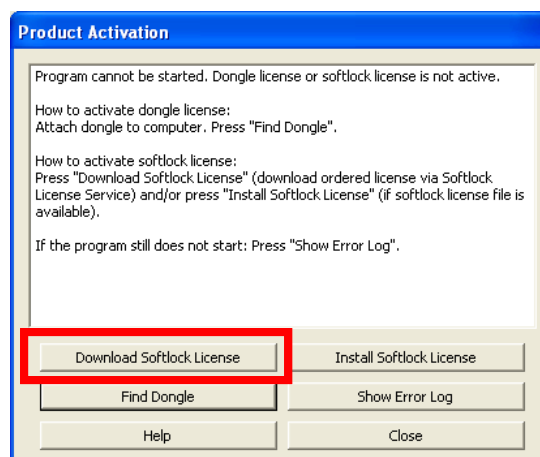 Product Activation
Program cannot be started. Dongle license or softlock license is not active.
How to activate dongle license:
Attach dongle to computer. Press "Find Dongle".
How to activate softlock license:
Press "Download Softlock License" (download ordered license via Softlock
License Service) and/or press "Install Softlock License" (if softlock license file is
available).
If the program still does not start: Press "Show Error Log".
Download Softlock License
Install Softlock License
Find Dongle
Show Error Log
Help
Close